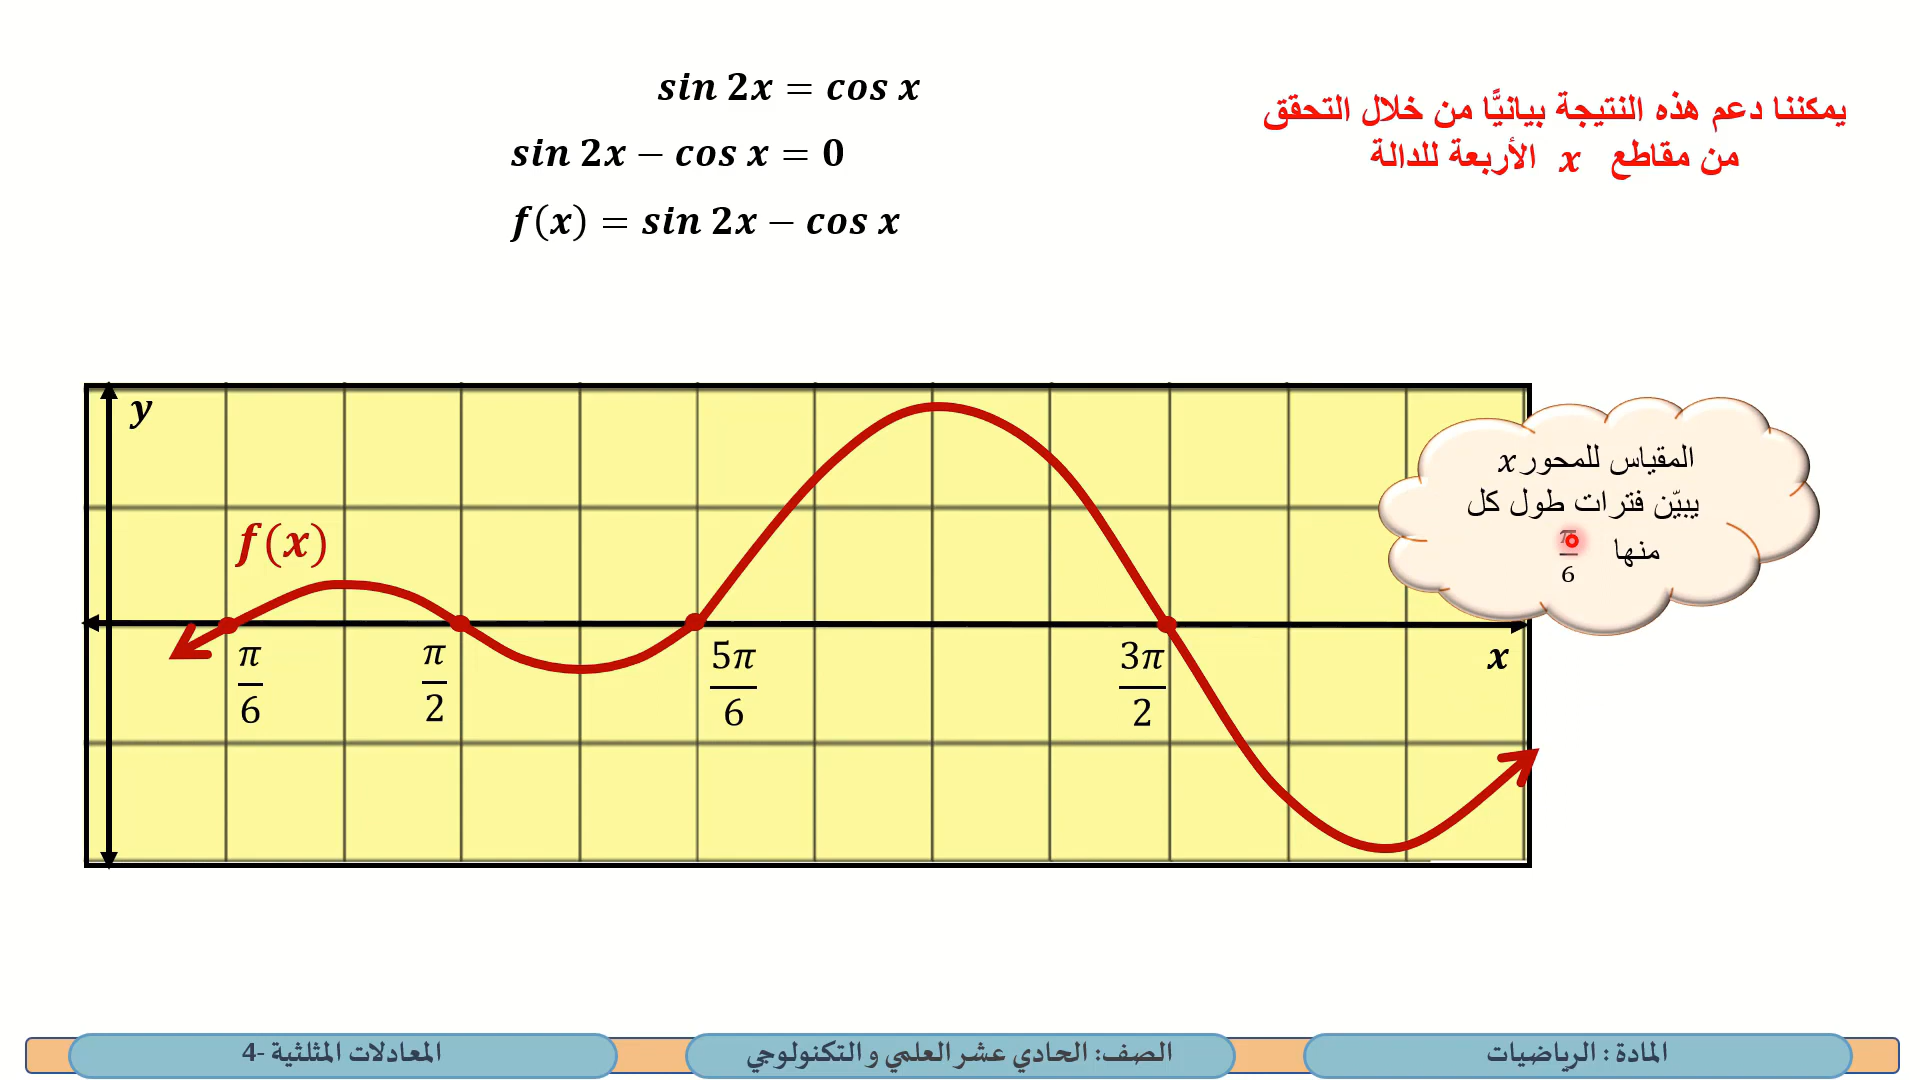 sin 2x = cos x
sin 2x − cos x = 0
f(x) = sin 2x − cos x
يمكننا دعم هذه النتيجة بيانيًّا من خلال التحقق
من مقاطع x الأربعة للدالة
y
f(x)
π/6
π/2
5π/6
3π/2
x
المقياس للمحور x
يبيّن فترات طول كل
منها π/6
المادة : الرياضيات
الصف: الحادي عشر العلمي و التكنولوجي
المعادلات المثلثية -4